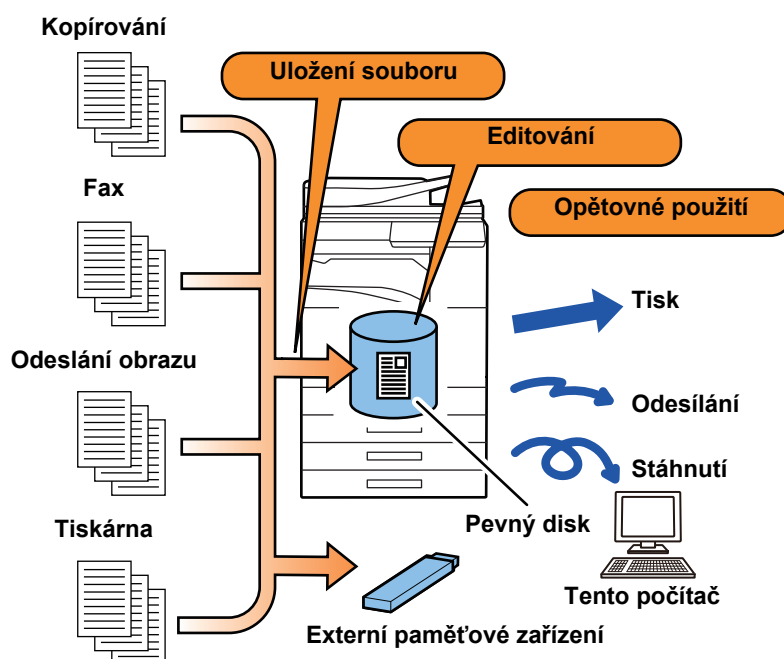 Kopírování
Uložení souboru
Editování
Fax
Opětovné použití
Tisk
Odeslání obrazu
Odesílání
Stáhnutí
Tiskárna
Pevný disk
Tento počítač
Externí paměťové zařízení